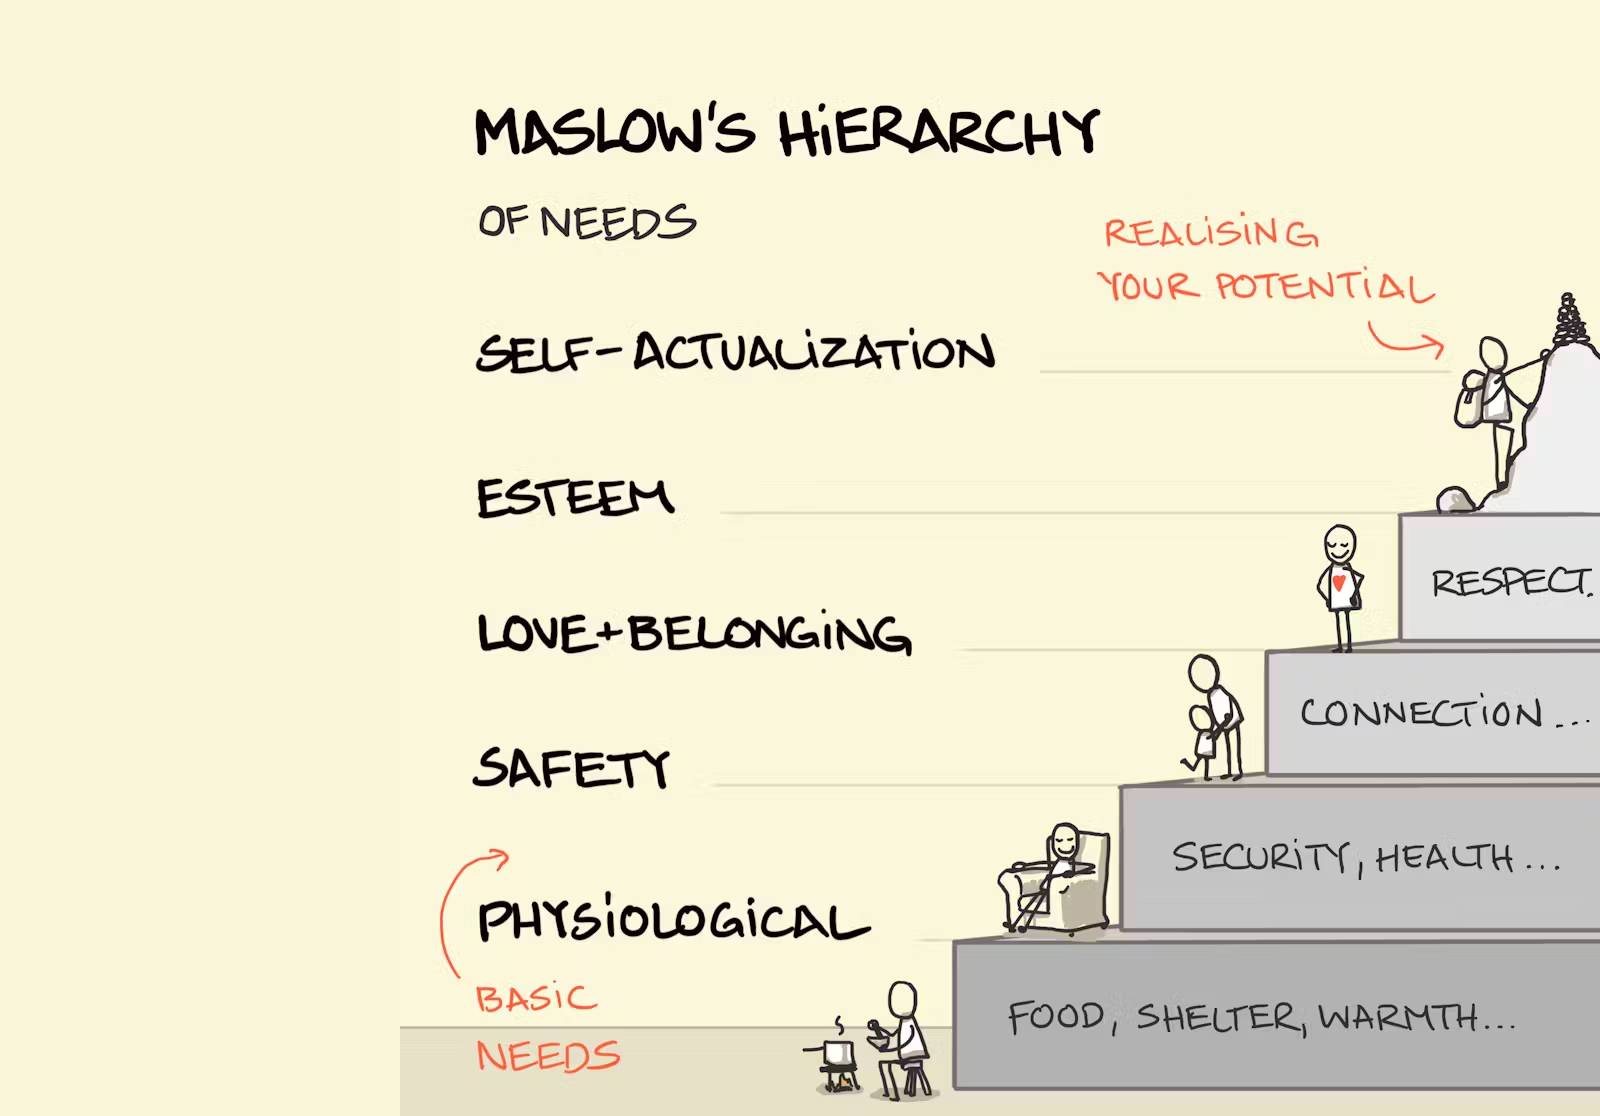 MASLOW'S HiERARCHY
OF NEEDS
REALiSiNG
YOUR POTENTiAL
SELF-ACTUALiZATiON
ESTEEM
RESPECT.
LOVE+BELONGiNG
CONNECTiON...
SAFETY
SECURiTY, HEALTH...
PHYSiOLOGiCAL
BASiC
NEEDS
FOOD, SHELTER, WARMTH...